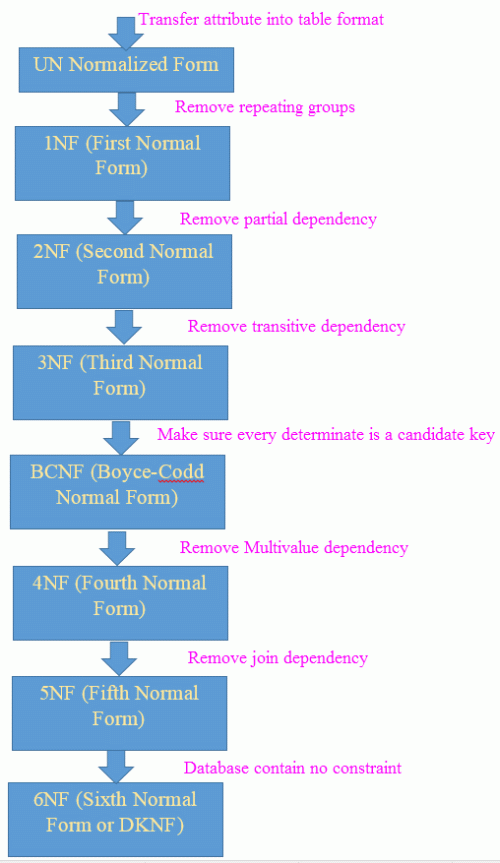 Transfer attribute into table format
UN Normalized Form
Remove repeating groups
1NF (First Normal
Form)
Remove partial dependency
2NF (Second Normal
Form)
Remove transitive dependency
3NF (Third Normal
Form)
Make sure every determinate is a candidate key
BCNF (Boyce-Codd
Normal Form)
Remove Multivalue dependency
4NF (Fourth Normal
Form)
Remove join dependency
5NF (Fifth Normal
Form)
Database contain no constraint
6NF (Sixth Normal
Form or DKNF)